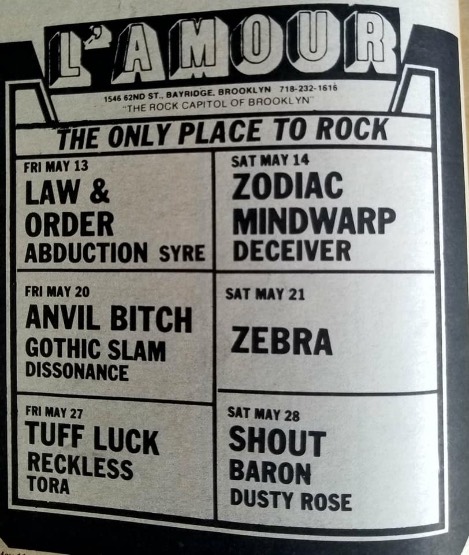 L'AMOUR
1546 62ND ST., BAYRIDGE, BROOKLYN 718-232-1616
"THE ROCK CAPITOL OF BROOKLYN"
THE ONLY PLACE TO ROCK
FRI MAY 13
LAW &
ORDER
ABDUCTION SYRE
SAT MAY 14
ZODIAC
MINDWARP
DECEIVER
FRI MAY 20
ANVIL BITCH
GOTHIC SLAM
DISSONANCE
SAT MAY 21
ZEBRA
FRI MAY 27
TUFF LUCK
RECKLESS
TORA
SAT MAY 28
SHOUT
BARON
DUSTY ROSE